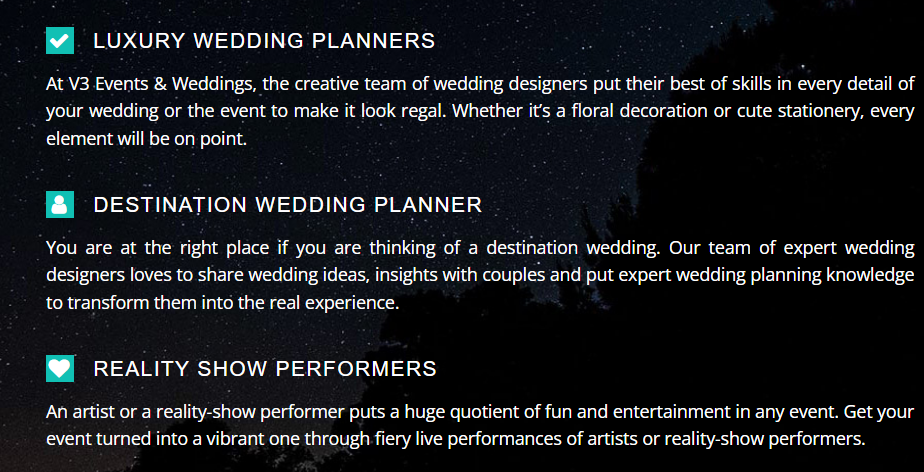 LUXURY WEDDING PLANNERS
At V3 Events & Weddings, the creative team of wedding designers put their best of skills in every detail of
your wedding or the event to make it look regal. Whether it’s a floral decoration or cute stationery, every
element will be on point.
DESTINATION WEDDING PLANNER
You are at the right place if you are thinking of a destination wedding. Our team of expert wedding
designers loves to share wedding ideas, insights with couples and put expert wedding planning knowledge
to transform them into the real experience.
REALITY SHOW PERFORMERS
An artist or a reality-show performer puts a huge quotient of fun and entertainment in any event. Get your
event turned into a vibrant one through fiery live performances of artists or reality-show performers.